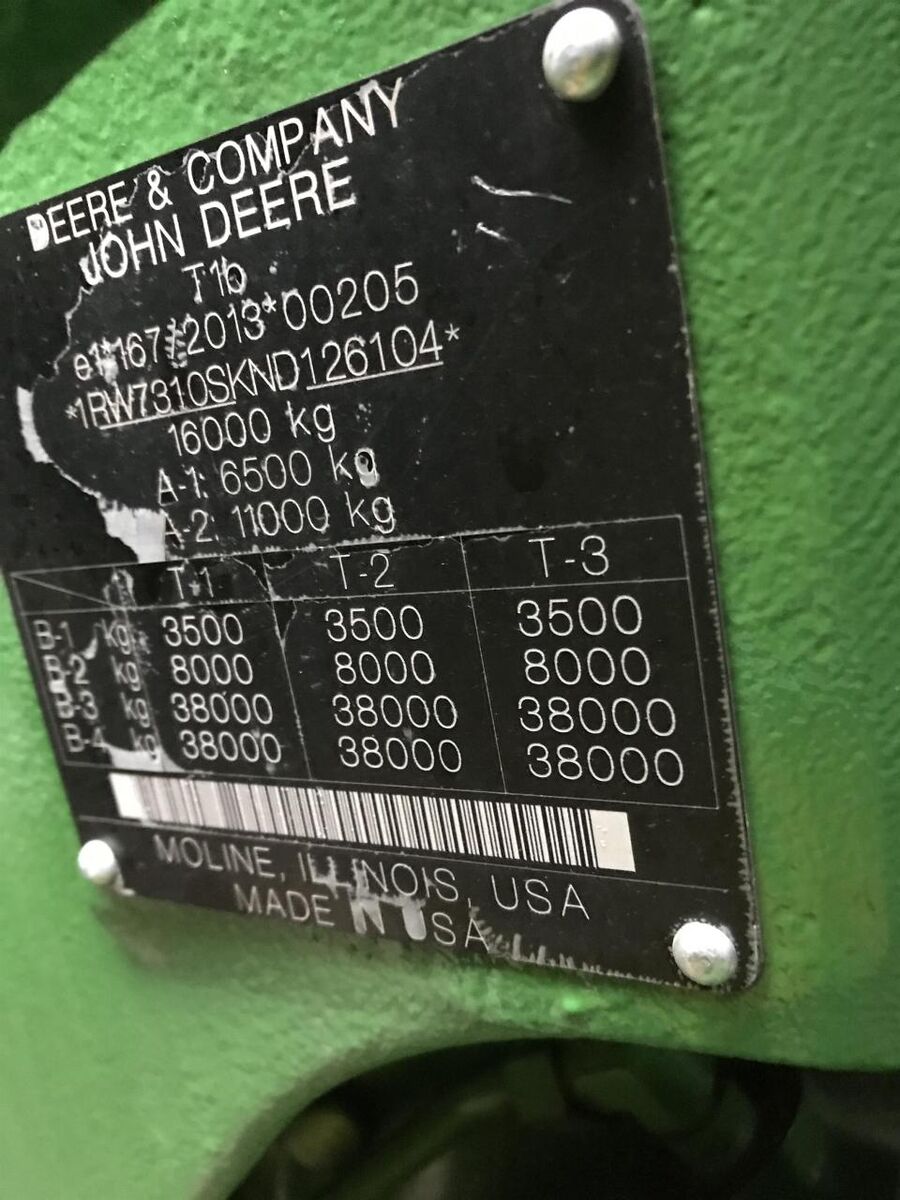 DEERE & COMPANY
JOHN DEERE
T1b
e1*167*2013*00205
*1RW7310SKND126104*
16000 kg
A-1: 6500 kg
A-2: 11000 kg
T-1 T-2 T-3
B-1 kg 3500 3500 3500
B-2 kg 8000 8000 8000
B-3 kg 38000 38000 38000
B-4 kg 38000 38000 38000
MOLINE, ILLINOIS, USA
MADE IN USA